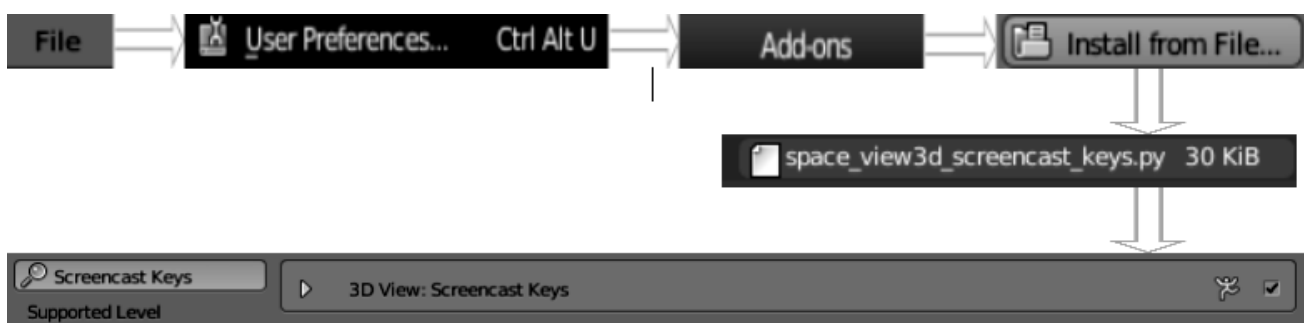 File User Preferences... Ctrl Alt U Add-ons Install from File...
space_view3d_screencast_keys.py 30 KiB
Screencast Keys 3D View: Screencast Keys
Supported Level